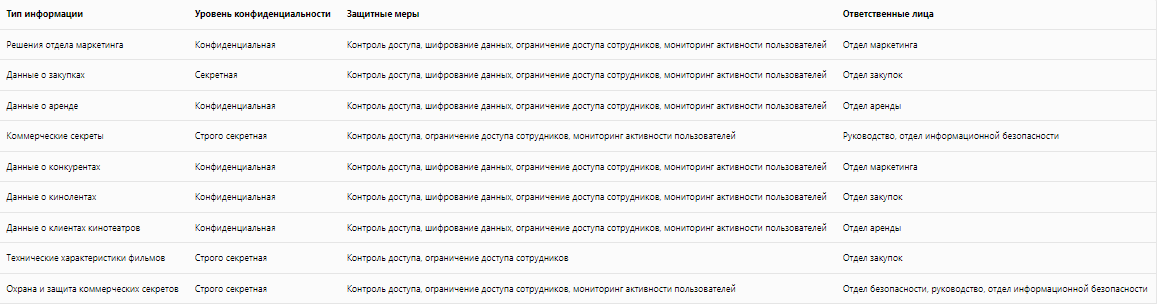 Тип информации Уровень конфиденциальности Защитные меры Ответственные лица
Решения отдела маркетинга Конфиденциальная Контроль доступа, шифрование данных, ограничение доступа сотрудников, мониторинг активности пользователей Отдел маркетинга
Данные о закупках Секретная Контроль доступа, шифрование данных, ограничение доступа сотрудников, мониторинг активности пользователей Отдел закупок
Данные о аренде Конфиденциальная Контроль доступа, шифрование данных, ограничение доступа сотрудников, мониторинг активности пользователей Отдел аренды
Коммерческие секреты Строго секретная Контроль доступа, ограничение доступа сотрудников, мониторинг активности пользователей Руководство, отдел информационной безопасности
Данные о конкурентах Конфиденциальная Контроль доступа, шифрование данных, ограничение доступа сотрудников, мониторинг активности пользователей Отдел маркетинга
Данные о кинолентах Конфиденциальная Контроль доступа, шифрование данных, ограничение доступа сотрудников, мониторинг активности пользователей Отдел закупок
Данные о клиентах кинотеатров Конфиденциальная Контроль доступа, шифрование данных, ограничение доступа сотрудников, мониторинг активности пользователей Отдел аренды
Технические характеристики фильмов Строго секретная Контроль доступа, ограничение доступа сотрудников Отдел закупок
Охрана и защита коммерческих секретов Строго секретная Контроль доступа, ограничение доступа сотрудников, мониторинг активности пользователей Отдел безопасности, руководство, отдел информационной безопасности